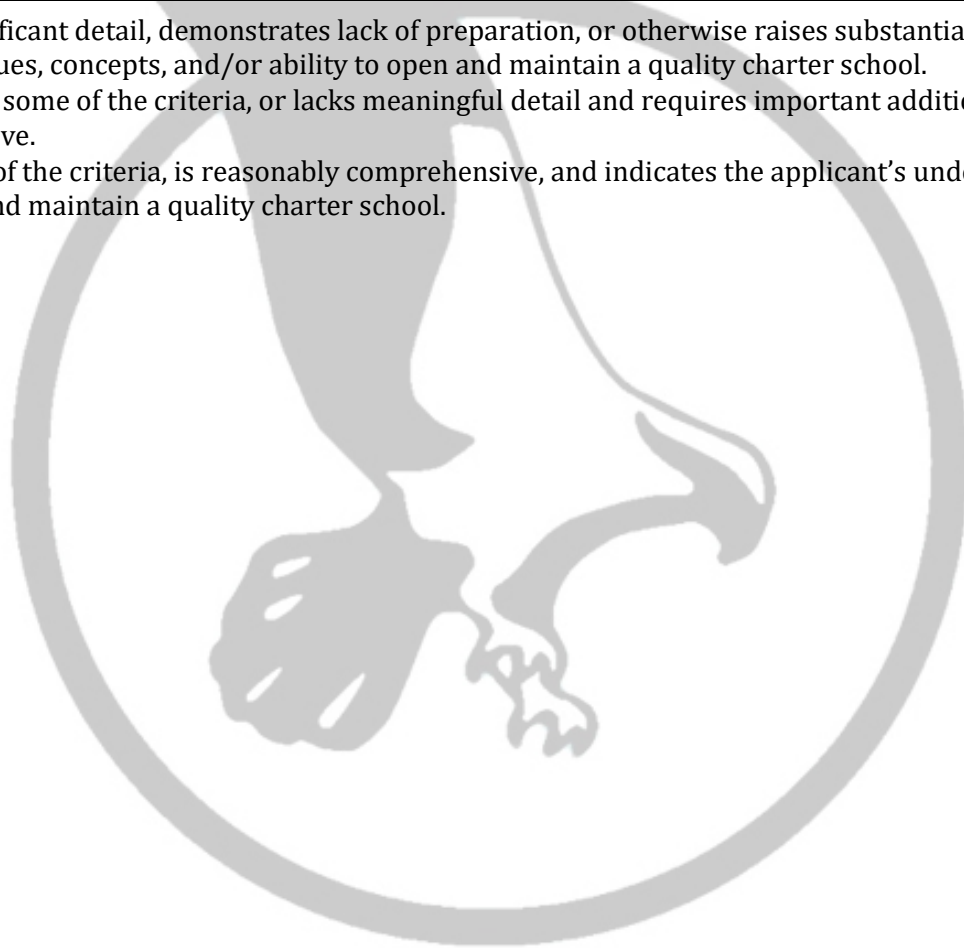 ficant detail, demonstrates lack of preparation, or otherwise raises substantia
ues, concepts, and/or ability to open and maintain a quality charter school.
some of the criteria, or lacks meaningful detail and requires important additio
ve.
of the criteria, is reasonably comprehensive, and indicates the applicant’s und
nd maintain a quality charter school.